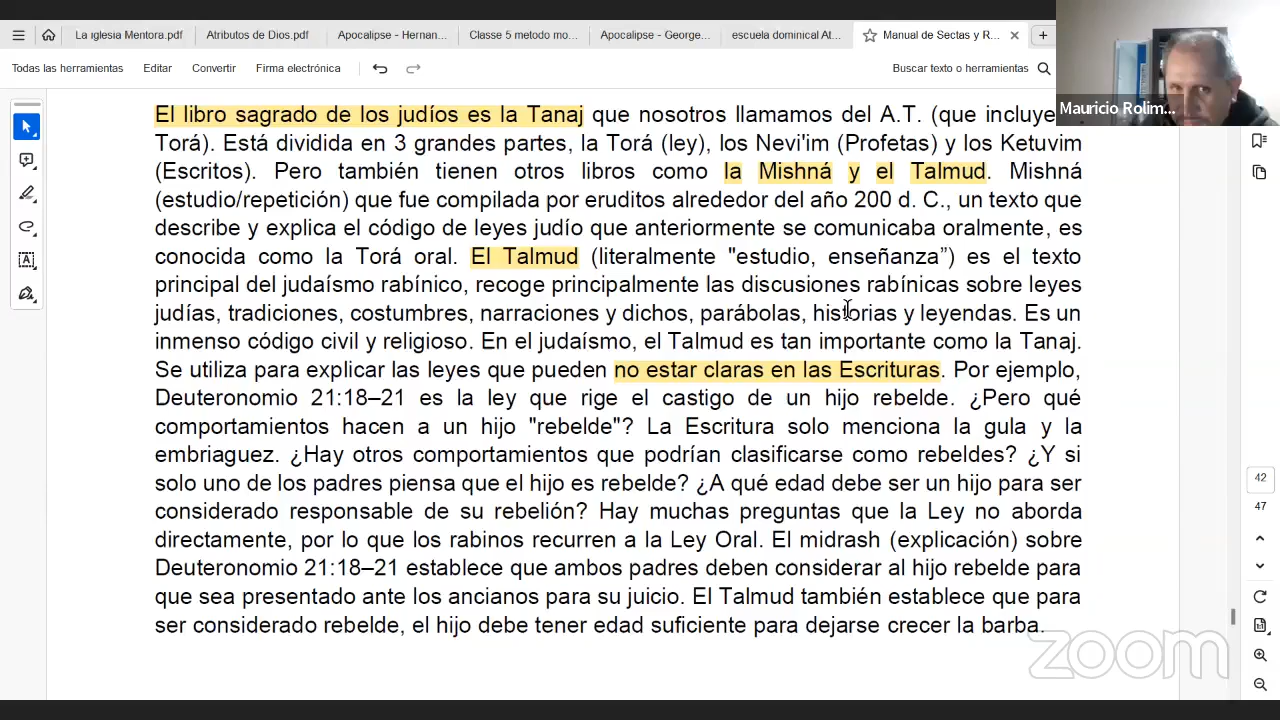 La iglesia Mentora.pdf
Atributos de Dios.pdf
Apocalipse - Hernan...
Classe 5 metodo mo...
Apocalipse - George...
escuela dominical At...
Manual de Sectas y R...
Todas las herramientas
Editar
Convertir
Firma electrónica
Buscar texto o herramientas
Mauricio Rolim...
El libro sagrado de los judíos es la Tanaj que nosotros llamamos del A.T. (que incluye
Torá). Está dividida en 3 grandes partes, la Torá (ley), los Nevi'im (Profetas) y los Ketuvim
(Escritos). Pero también tienen otros libros como la Mishná y el Talmud. Mishná
(estudio/repetición) que fue compilada por eruditos alrededor del año 200 d. C., un texto que
describe y explica el código de leyes judío que anteriormente se comunicaba oralmente, es
conocida como la Torá oral. El Talmud (literalmente "estudio, enseñanza”) es el texto
principal del judaísmo rabínico, recoge principalmente las discusiones rabínicas sobre leyes
judías, tradiciones, costumbres, narraciones y dichos, parábolas, historias y leyendas. Es un
inmenso código civil y religioso. En el judaísmo, el Talmud es tan importante como la Tanaj.
Se utiliza para explicar las leyes que pueden no estar claras en las Escrituras. Por ejemplo,
Deuteronomio 21:18–21 es la ley que rige el castigo de un hijo rebelde. ¿Pero qué
comportamientos hacen a un hijo "rebelde"? La Escritura solo menciona la gula y la
embriaguez. ¿Hay otros comportamientos que podrían clasificarse como rebeldes? ¿Y si
solo uno de los padres piensa que el hijo es rebelde? ¿A qué edad debe ser un hijo para ser
considerado responsable de su rebelión? Hay muchas preguntas que la Ley no aborda
directamente, por lo que los rabinos recurren a la Ley Oral. El midrash (explicación) sobre
Deuteronomio 21:18–21 establece que ambos padres deben considerar al hijo rebelde para
que sea presentado ante los ancianos para su juicio. El Talmud también establece que para
ser considerado rebelde, el hijo debe tener edad suficiente para dejarse crecer la barba.
42
47
zoom